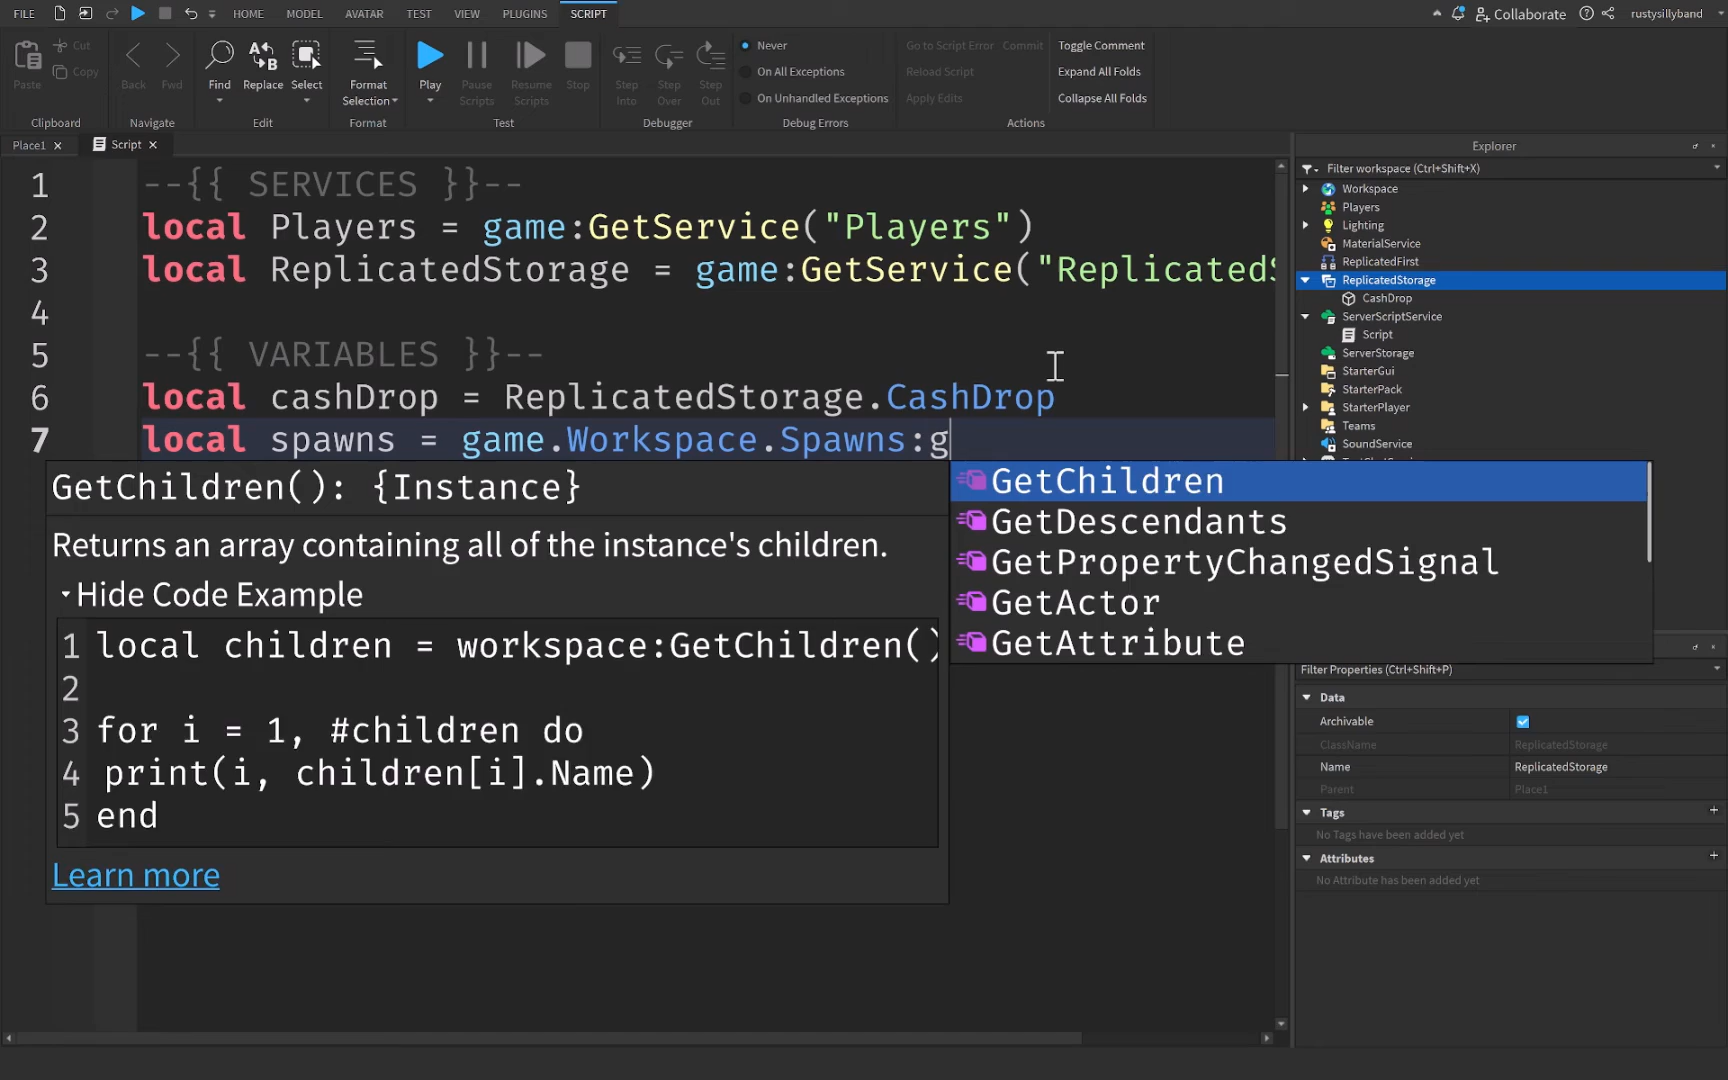 FILE HOME MODEL AVATAR TEST VIEW PLUGINS SCRIPT Collaborate rustysillyband
Paste Cut Copy Clipboard
Back Fwd Navigate
Find Replace Select Edit
Format Selection Format
Play Pause Scripts Resume Scripts Stop Test
Step Into Step Over Step Out Debugger
Never
On All Exceptions
On Unhandled Exceptions
Debug Errors
Go to Script Error Commit Toggle Comment
Reload Script Expand All Folds
Apply Edits Collapse All Folds
Actions
Place1 × Script ×
1 --{{ SERVICES }}--
2 local Players = game:GetService("Players")
3 local ReplicatedStorage = game:GetService("ReplicatedS
4
5 --{{ VARIABLES }}--
6 local cashDrop = ReplicatedStorage.CashDrop
7 local spawns = game.Workspace.Spawns:g
GetChildren(): {Instance}
Returns an array containing all of the instance's children.
Hide Code Example
1 local children = workspace:GetChildren()
2
3 for i = 1, #children do
4 print(i, children[i].Name)
5 end
Learn more
GetChildren
GetDescendants
GetPropertyChangedSignal
GetActor
GetAttribute
Explorer
Filter workspace (Ctrl+Shift+X)
Workspace
Players
Lighting
MaterialService
ReplicatedFirst
ReplicatedStorage
CashDrop
ServerScriptService
Script
ServerStorage
StarterGui
StarterPack
StarterPlayer
Teams
SoundService
Filter Properties (Ctrl+Shift+P)
Data
Archivable
ClassName ReplicatedStorage
Name ReplicatedStorage
Parent Place1
Tags +
No Tags have been added yet
Attributes +
No Attribute has been added yet